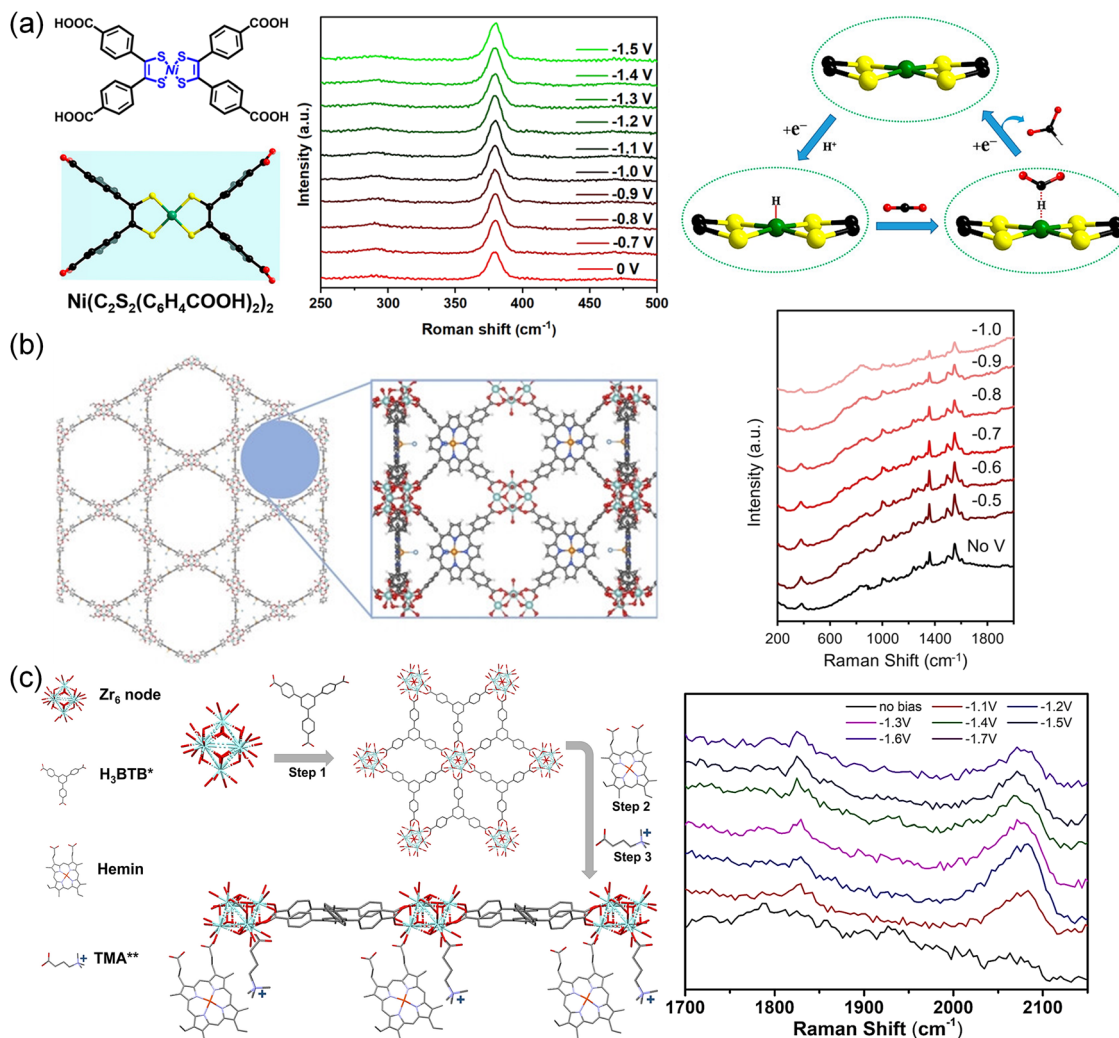 (a)
HOOC
COOH
S
S
Ni
S
S
HOOC
COOH
Ni(C₂S₂(C₆H₄COOH)₂)₂
Intensity (a.u.)
-1.5 V
-1.4 V
-1.3 V
-1.2 V
-1.1 V
-1.0 V
-0.9 V
-0.8 V
-0.7 V
0 V
250 300 350 400 450 500
Roman shift (cm⁻¹)
+e⁻
H⁺
+e⁻
H
H
(b)
Intensity (a.u.)
-1.0
-0.9
-0.8
-0.7
-0.6
-0.5
No V
200 600 1000 1400 1800
Raman Shift (cm⁻¹)
(c)
Zr₆ node
H₃BTB*
Hemin
TMA**
+
Step 1
Step 2
+
Step 3
+
+
+
no bias -1.1V -1.2V
-1.3V -1.4V -1.5V
-1.6V -1.7V
1700 1800 1900 2000 2100
Raman Shift (cm⁻¹)